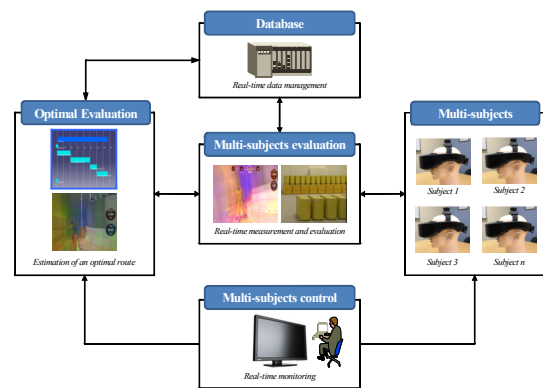 Database
Real-time data management
Optimal Evaluation
Estimation of an optimal route
Multi-subjects evaluation
Real-time measurement and evaluation
Multi-subjects
Subject 1
Subject 2
Subject 3
Subject n
Multi-subjects control
Real-time monitoring